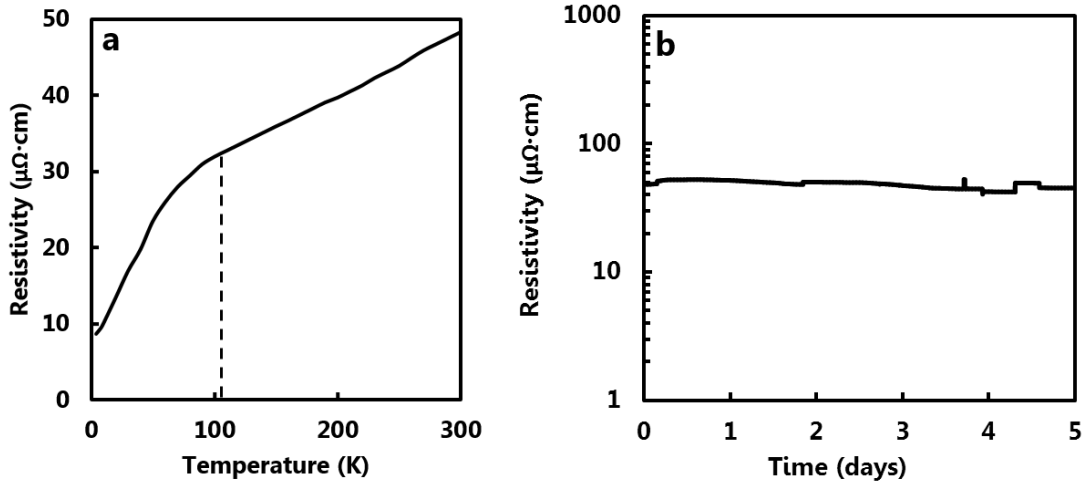 a
50
40
30
20
10
0
Resistivity (μΩ·cm)
0 100 200 300
Temperature (K)
b
1000
100
10
1
Resistivity (μΩ·cm)
0 1 2 3 4 5
Time (days)